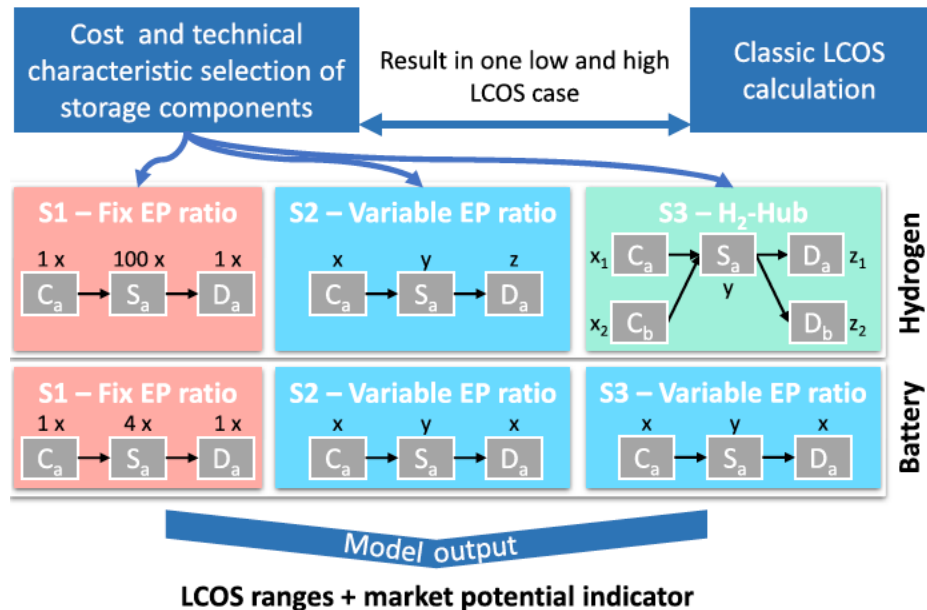 Cost and technical
characteristic selection of
storage components
Result in one low and high
LCOS case
Classic LCOS
calculation
S1 – Fix EP ratio
1 x 100 x 1 x
Cₐ Sₐ Dₐ
S2 – Variable EP ratio
x y z
Cₐ Sₐ Dₐ
S3 – H₂-Hub
x₁ Cₐ Sₐ Dₐ z₁
y
x₂ C_b D_b z₂
Hydrogen
S1 – Fix EP ratio
1 x 4 x 1 x
Cₐ Sₐ Dₐ
S2 – Variable EP ratio
x y x
Cₐ Sₐ Dₐ
S3 – Variable EP ratio
x y x
Cₐ Sₐ Dₐ
Battery
Model output
LCOS ranges + market potential indicator